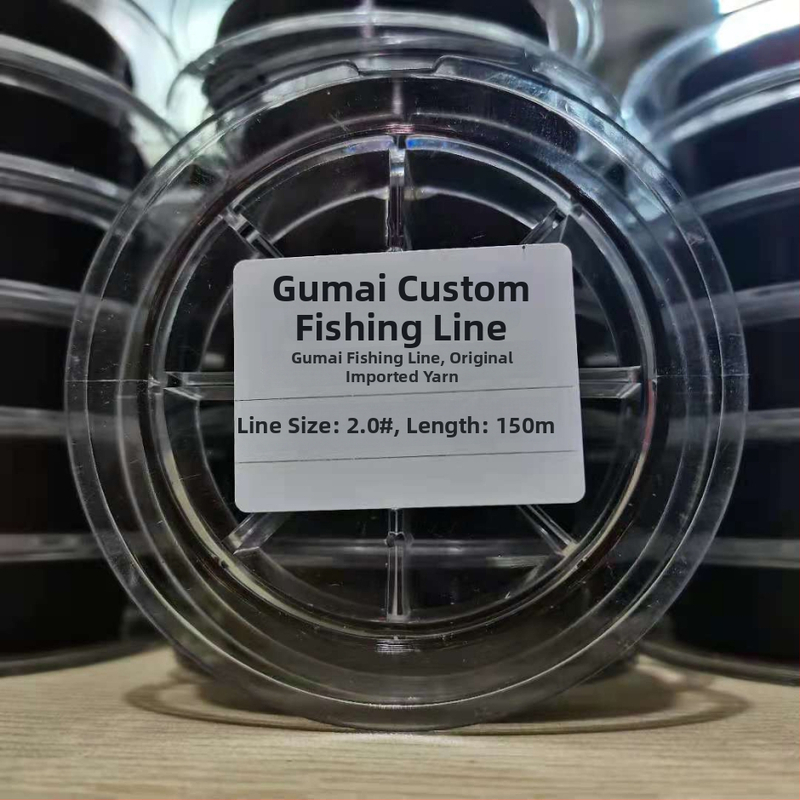 Gumai Custom
Fishing Line
Gumai Fishing Line, Original
Imported Yarn
Line Size: 2.0#, Length: 150m